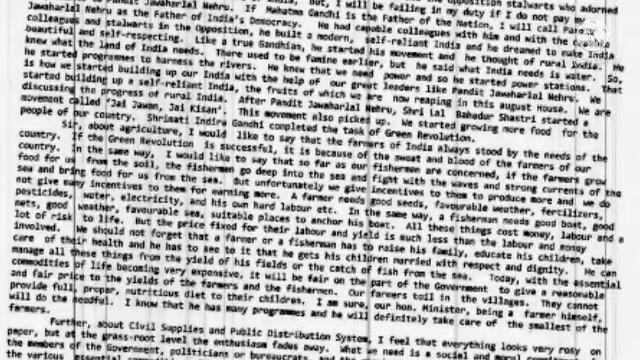 to Pandit Jawaharlal Nehru.
Jawaharlal Nehru as the Father of India's Democracy. He had capable colleagues with him and with the
colleagues and stalwarts in the Opposition, he built a modern, self-reliant India and he dreamed to make India
beautiful and self-respecting. Like a true Gandhian, he started his movement and he thought of rural India. He
knew what the land of India needs. There used to be famine earlier, but he said what India needs is water. So,
he started programmes to harness the rivers. He knew that we need power and so he started power stations. That
is how we started building up our India with the help of our great leaders like Pandit Jawaharlal Nehru. We
started building up a self-reliant India, the fruits of which we are now reaping in this august House. We are
discussing the progress of rural India. After Pandit Jawaharlal Nehru, Shri Lal Bahadur Shastri started a
movement called 'Jai Jawan, Jai Kisan'. This movement also picked up. We started growing more food for the
people of our country. Shrimati Indira Gandhi completed the task of Green Revolution.
Sir, about agriculture, I would like to say that the farmers of India always stood by the needs of the
country. If the Green Revolution is successful, it is because of the sweat and blood of the farmers of our
country. In the same way, I would like to say that so far as our fishermen are concerned, if the farmers grow
food for us from the soil, the fishermen go deep into the sea and fight with the waves and strong currents of the
sea and bring food for us from the sea. But unfortunately we give incentives to them to produce more and we do
not give many incentives to them for earning more. A farmer needs good seeds, favourable weather, fertilizers,
pesticides, water, electricity, and his own hard labour etc. In the same way, a fisherman needs good boat, good
nets, good weather, favourable sea, suitable places to anchor his boat. All these things cost money, labour and a
lot of risk to life. But the price fixed for their labour and yield is much less than the labour and money
involved. We should not forget that a farmer or a fisherman has to raise his family, educate his children, take
care of their health and he has to see to it that he gets his children married with respect and dignity. He can
manage all these things from the yield of his fields or the catch of fish from the sea. Today, with the essential
commodities of life becoming very expensive, it will be fair on the part of the Government to give a reasonable
and fair price to the yields of the farmers and the fishermen. Our farmers toil in the villages. They cannot
provide full, proper, nutritious diet to their children. I am sure, our hon. Minister, being a farmer himself,
will do the needful. I know that he has many programmes and he will definitely take care of the smallest of the
farmers.
Further, about Civil Supplies and Public Distribution System, I feel that everything looks very rosy on
paper, but at the grass-root level the enthusiasm fades away. What we need is a social and moral
the members of the Government, politicians or bureaucrats, and the
the various essential